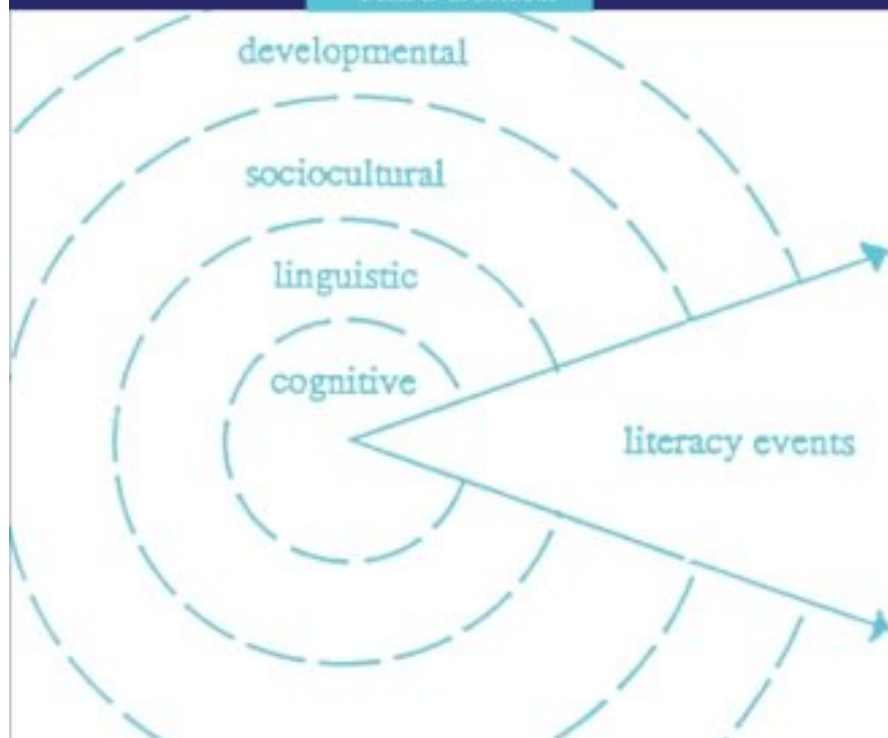 developmental
sociocultural
linguistic
cognitive
literacy events